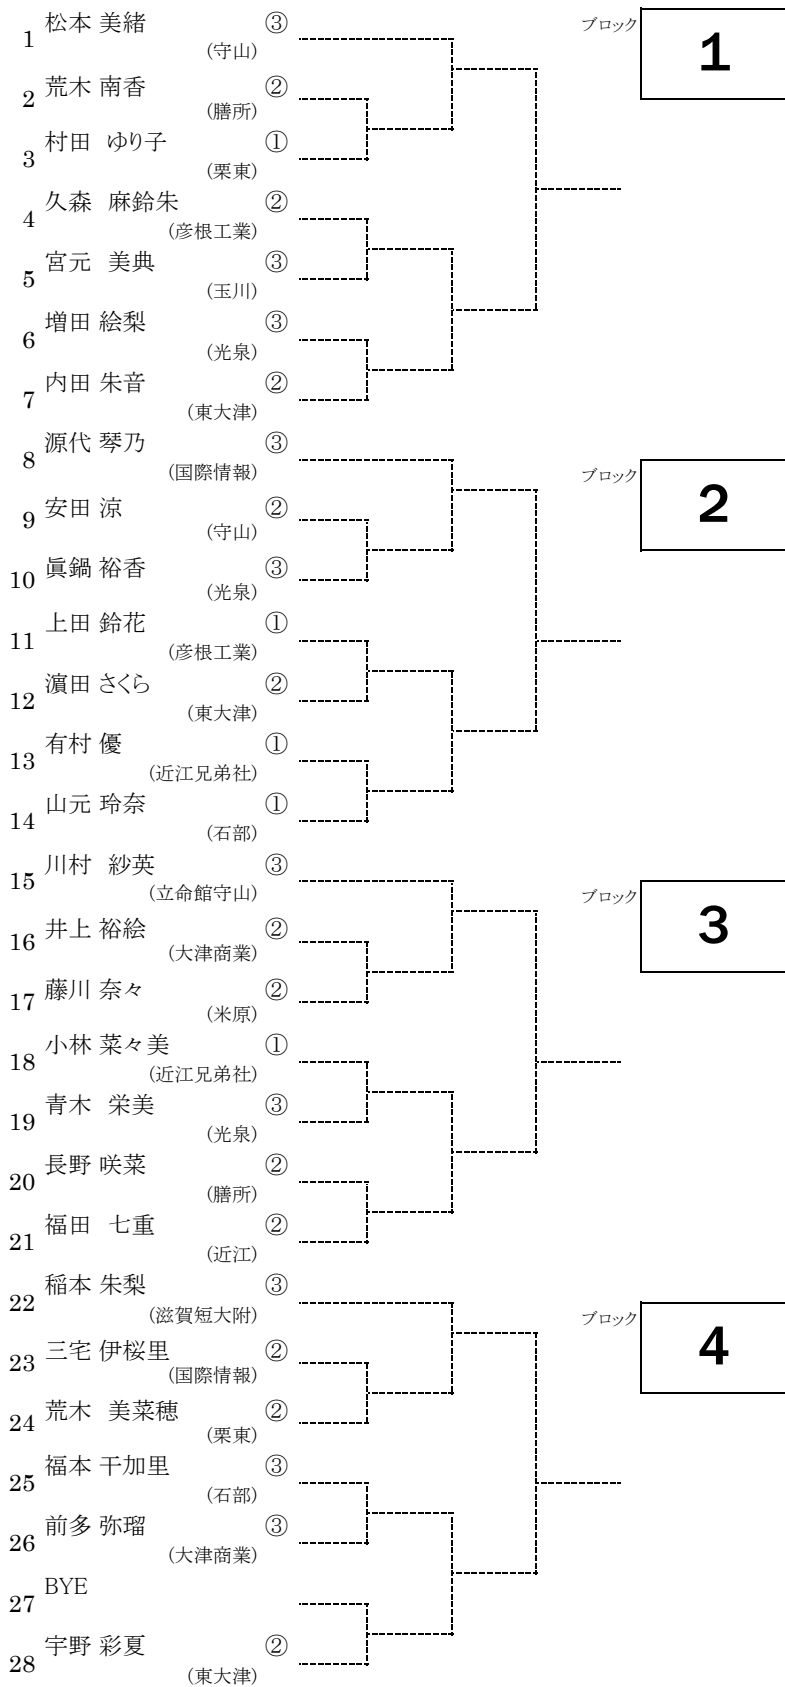 1 松本 美緒 ③
(守山)
ブロック 1
2 荒木 南香 ②
(膳所)
3 村田 ゆり子 ①
(栗東)
4 久森 麻鈴朱 ②
(彦根工業)
5 宮元 美典 ③
(玉川)
6 増田 絵梨 ③
(光泉)
7 内田 朱音 ②
(東大津)
8 源代 琴乃 ③
(国際情報)
ブロック 2
9 安田 涼 ②
(守山)
10 眞鍋 裕香 ③
(光泉)
11 上田 鈴花 ①
(彦根工業)
12 濵田 さくら ②
(東大津)
13 有村 優 ①
(近江兄弟社)
14 山元 玲奈 ①
(石部)
15 川村 紗英 ③
(立命館守山)
ブロック 3
16 井上 裕絵 ②
(大津商業)
17 藤川 奈々 ②
(米原)
18 小林 菜々美 ①
(近江兄弟社)
19 青木 栄美 ③
(光泉)
20 長野 咲菜 ②
(膳所)
21 福田 七重 ②
(近江)
22 稲本 朱梨 ③
(滋賀短大附)
ブロック 4
23 三宅 伊桜里 ②
(国際情報)
24 荒木 美菜穂 ②
(栗東)
25 福本 千加里 ③
(石部)
26 前多 弥瑠 ③
(大津商業)
27 BYE
28 宇野 彩夏 ②
(東大津)